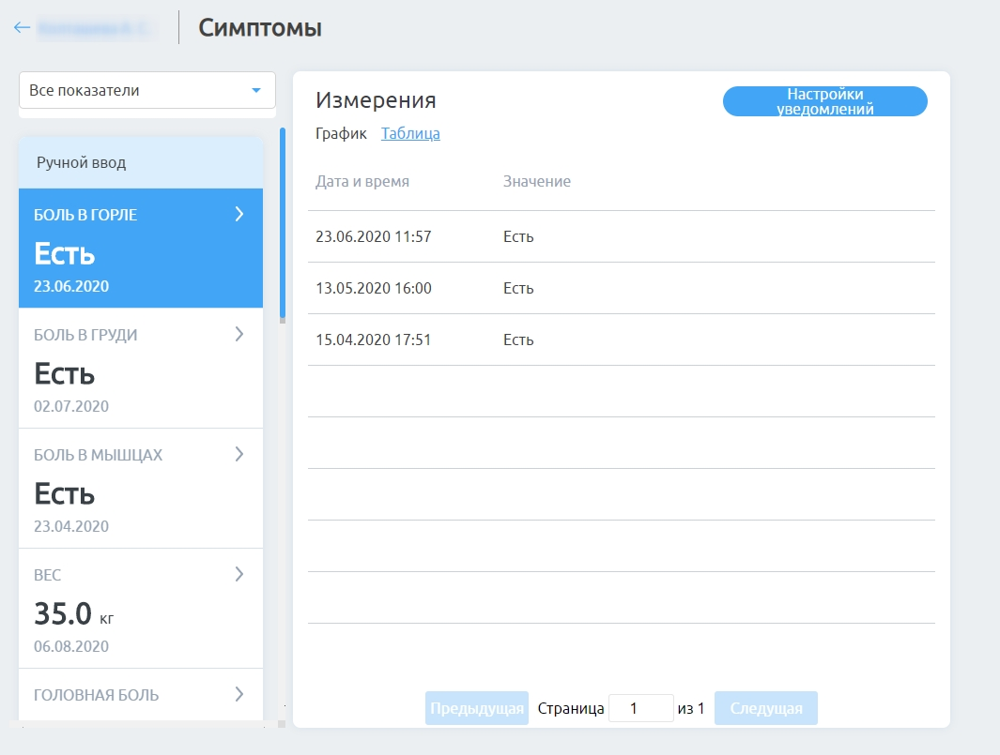 Симптомы
Все показатели
Ручной ввод
БОЛЬ В ГОРЛЕ
Есть
23.06.2020
БОЛЬ В ГРУДИ
Есть
02.07.2020
БОЛЬ В МЫШЦАХ
Есть
23.04.2020
ВЕС
35.0 кг
06.08.2020
ГОЛОВНАЯ БОЛЬ
Измерения
Настройки
уведомлений
График Таблица
Дата и время Значение
23.06.2020 11:57 Есть
13.05.2020 16:00 Есть
15.04.2020 17:51 Есть
Предыдущая Страница 1 из 1 Следущая